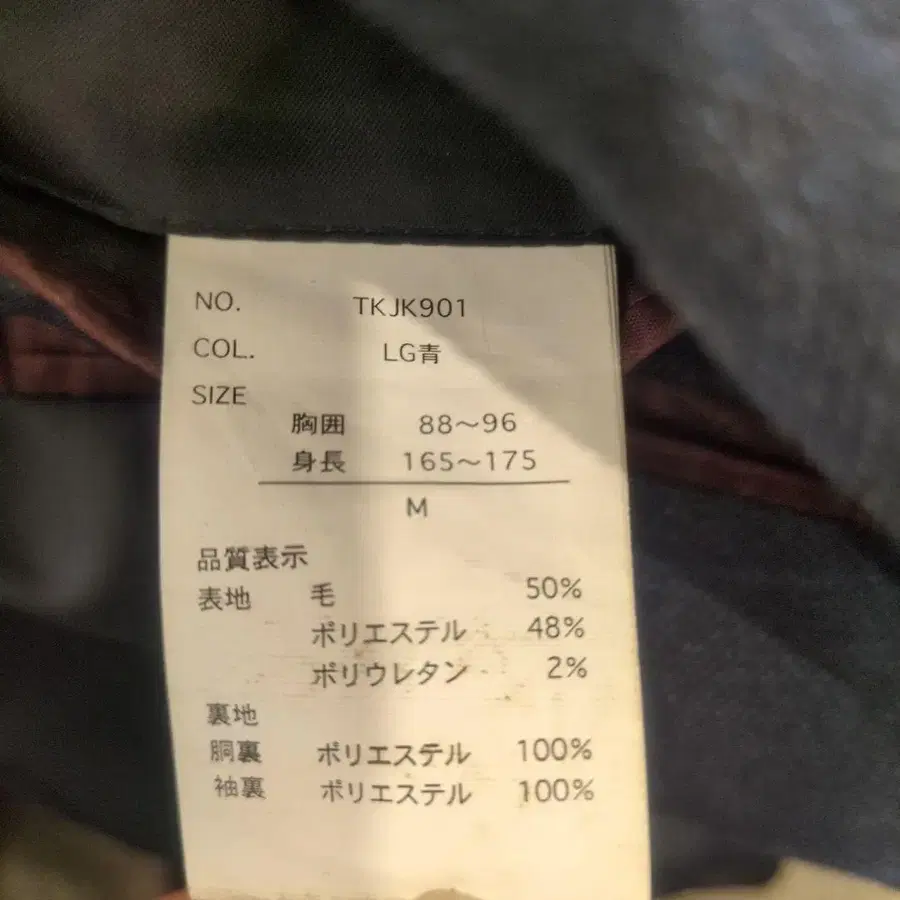 NO. TKJK901
COL. LG青
SIZE
胸囲 88〜96
身長 165〜175
M
品質表示
表地 毛 50%
ポリエステル 48%
ポリウレタン 2%
裏地
胴裏 ポリエステル 100%
袖裏 ポリエステル 100%